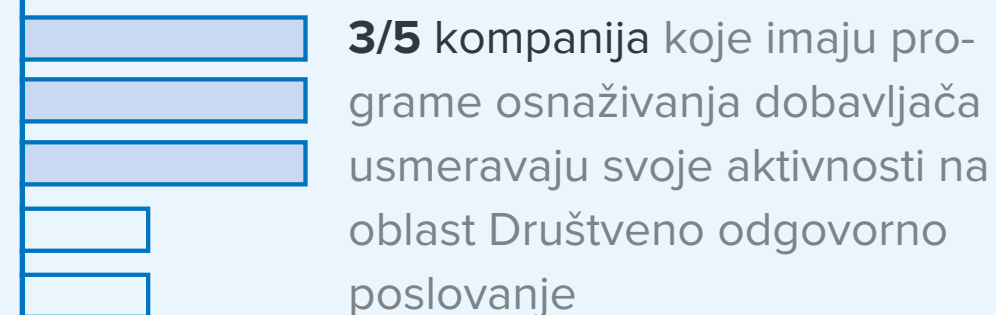 3/5 kompanija koje imaju pro-
grame osnaživanja dobavljača
usmeravaju svoje aktivnosti na
oblast Društveno odgovorno
poslovanje